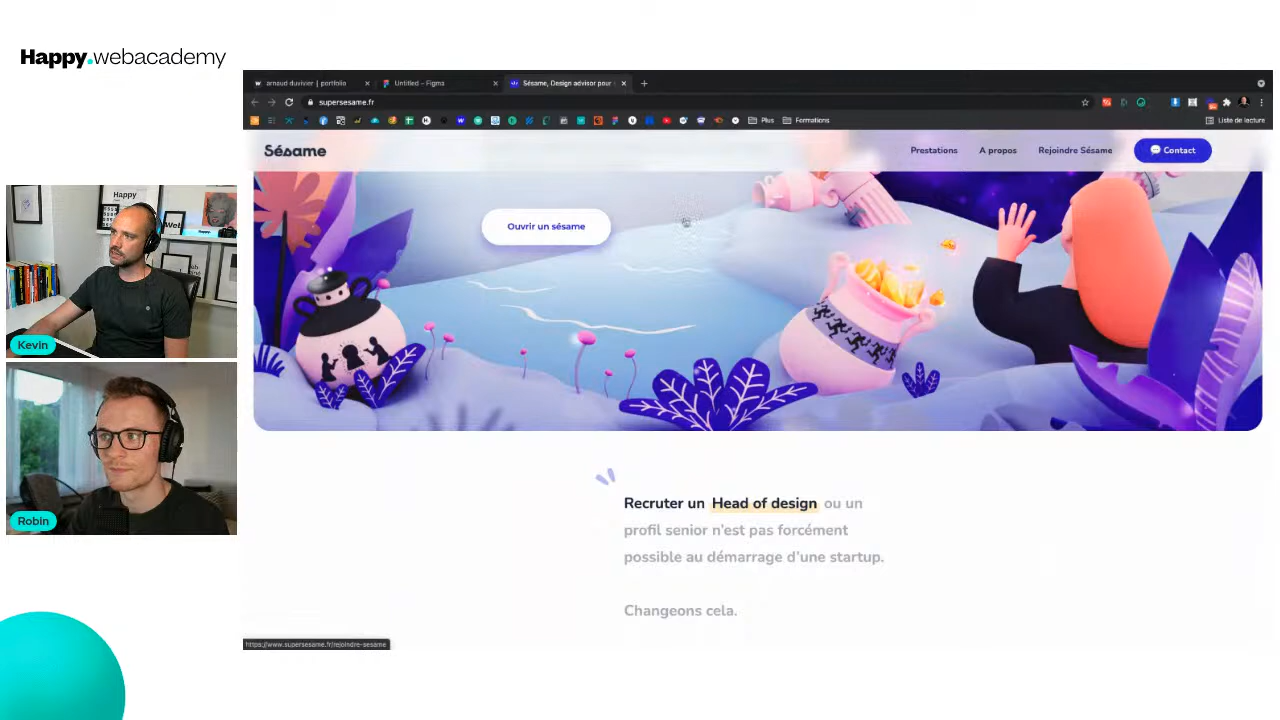 Happy.webacademy
arnaud duvivier | portfolio
Untitled – Figma
Sésame, Design advisor pour
supersesame.fr
Plus
Formations
Liste de lecture
Sésame
Prestations
A propos
Rejoindre Sésame
Contact
Ouvrir un sésame
Happy
Web
Kevin
Robin
Recruter un Head of design ou un
profil senior n'est pas forcément
possible au démarrage d'une startup.
Changeons cela.
https://www.supersesame.fr/rejoindre-sesame